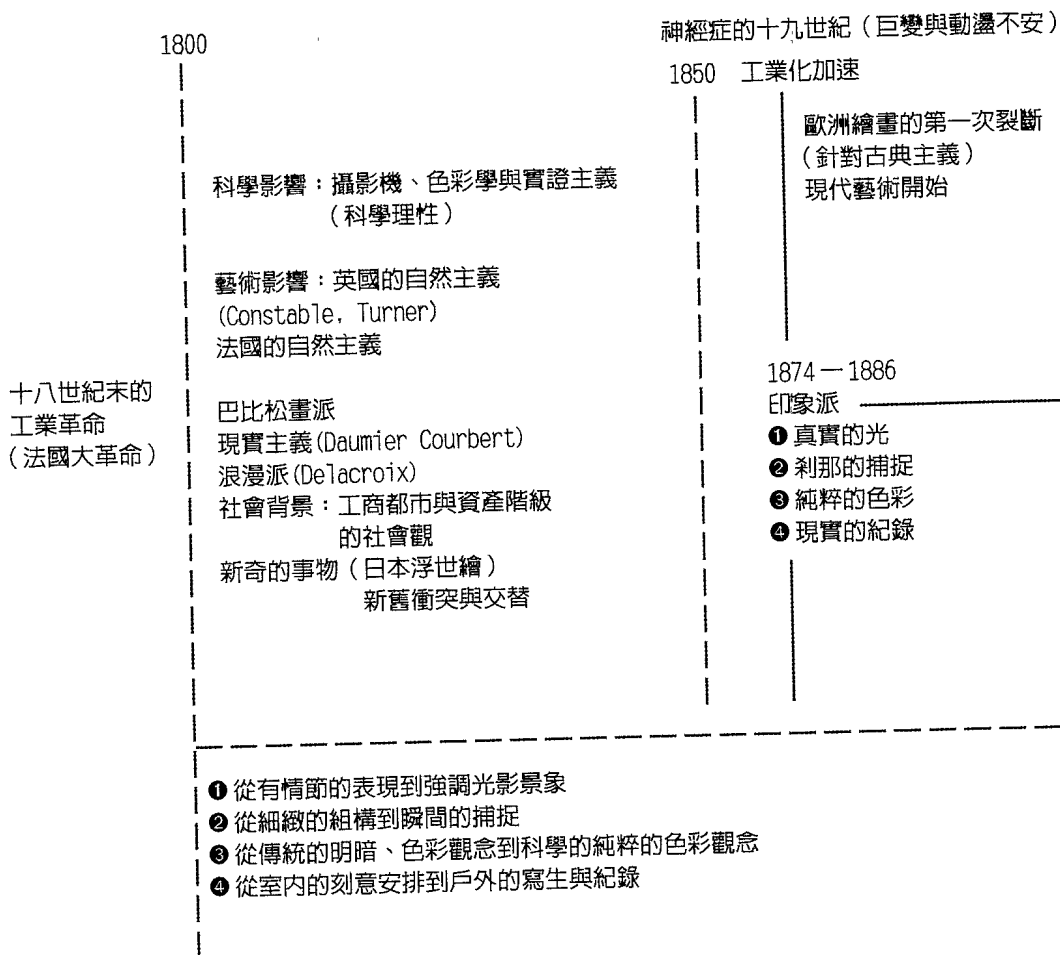 神經症的十九世紀（巨變與動盪不安）
1800
1850 工業化加速
歐洲繪畫的第一次裂斷
（針對古典主義）
現代藝術開始
科學影響：攝影機、色彩學與實證主義
（科學理性）
藝術影響：英國的自然主義
(Constable, Turner)
法國的自然主義
十八世紀末的
工業革命
（法國大革命）
巴比松畫派
現實主義(Daumier Courbert)
浪漫派(Delacroix)
社會背景：工商都市與資產階級
的社會觀
新奇的事物（日本浮世繪）
新舊衝突與交替
1874—1886
印象派
❶真實的光
❷剎那的捕捉
❸純粹的色彩
❹現實的紀錄
❶從有情節的表現到強調光影景象
❷從細緻的組構到瞬間的捕捉
❸從傳統的明暗、色彩觀念到科學的純粹的色彩觀念
❹從室内的刻意安排到戶外的寫生與紀錄